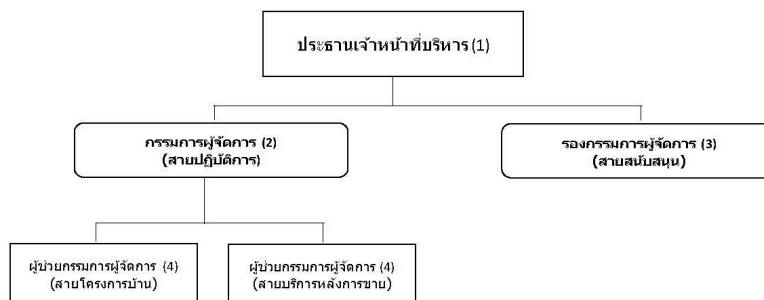 ประธานเจ้าหน้าที่บริหาร (1)
กรรมการผู้จัดการ (2)
(สายปฏิบัติการ)
รองกรรมการผู้จัดการ (3)
(สายสนับสนุน)
ผู้ช่วยกรรมการผู้จัดการ (4)
(สายโครงการบ้าน)
ผู้ช่วยกรรมการผู้จัดการ (4)
(สายบริการหลังการขาย)